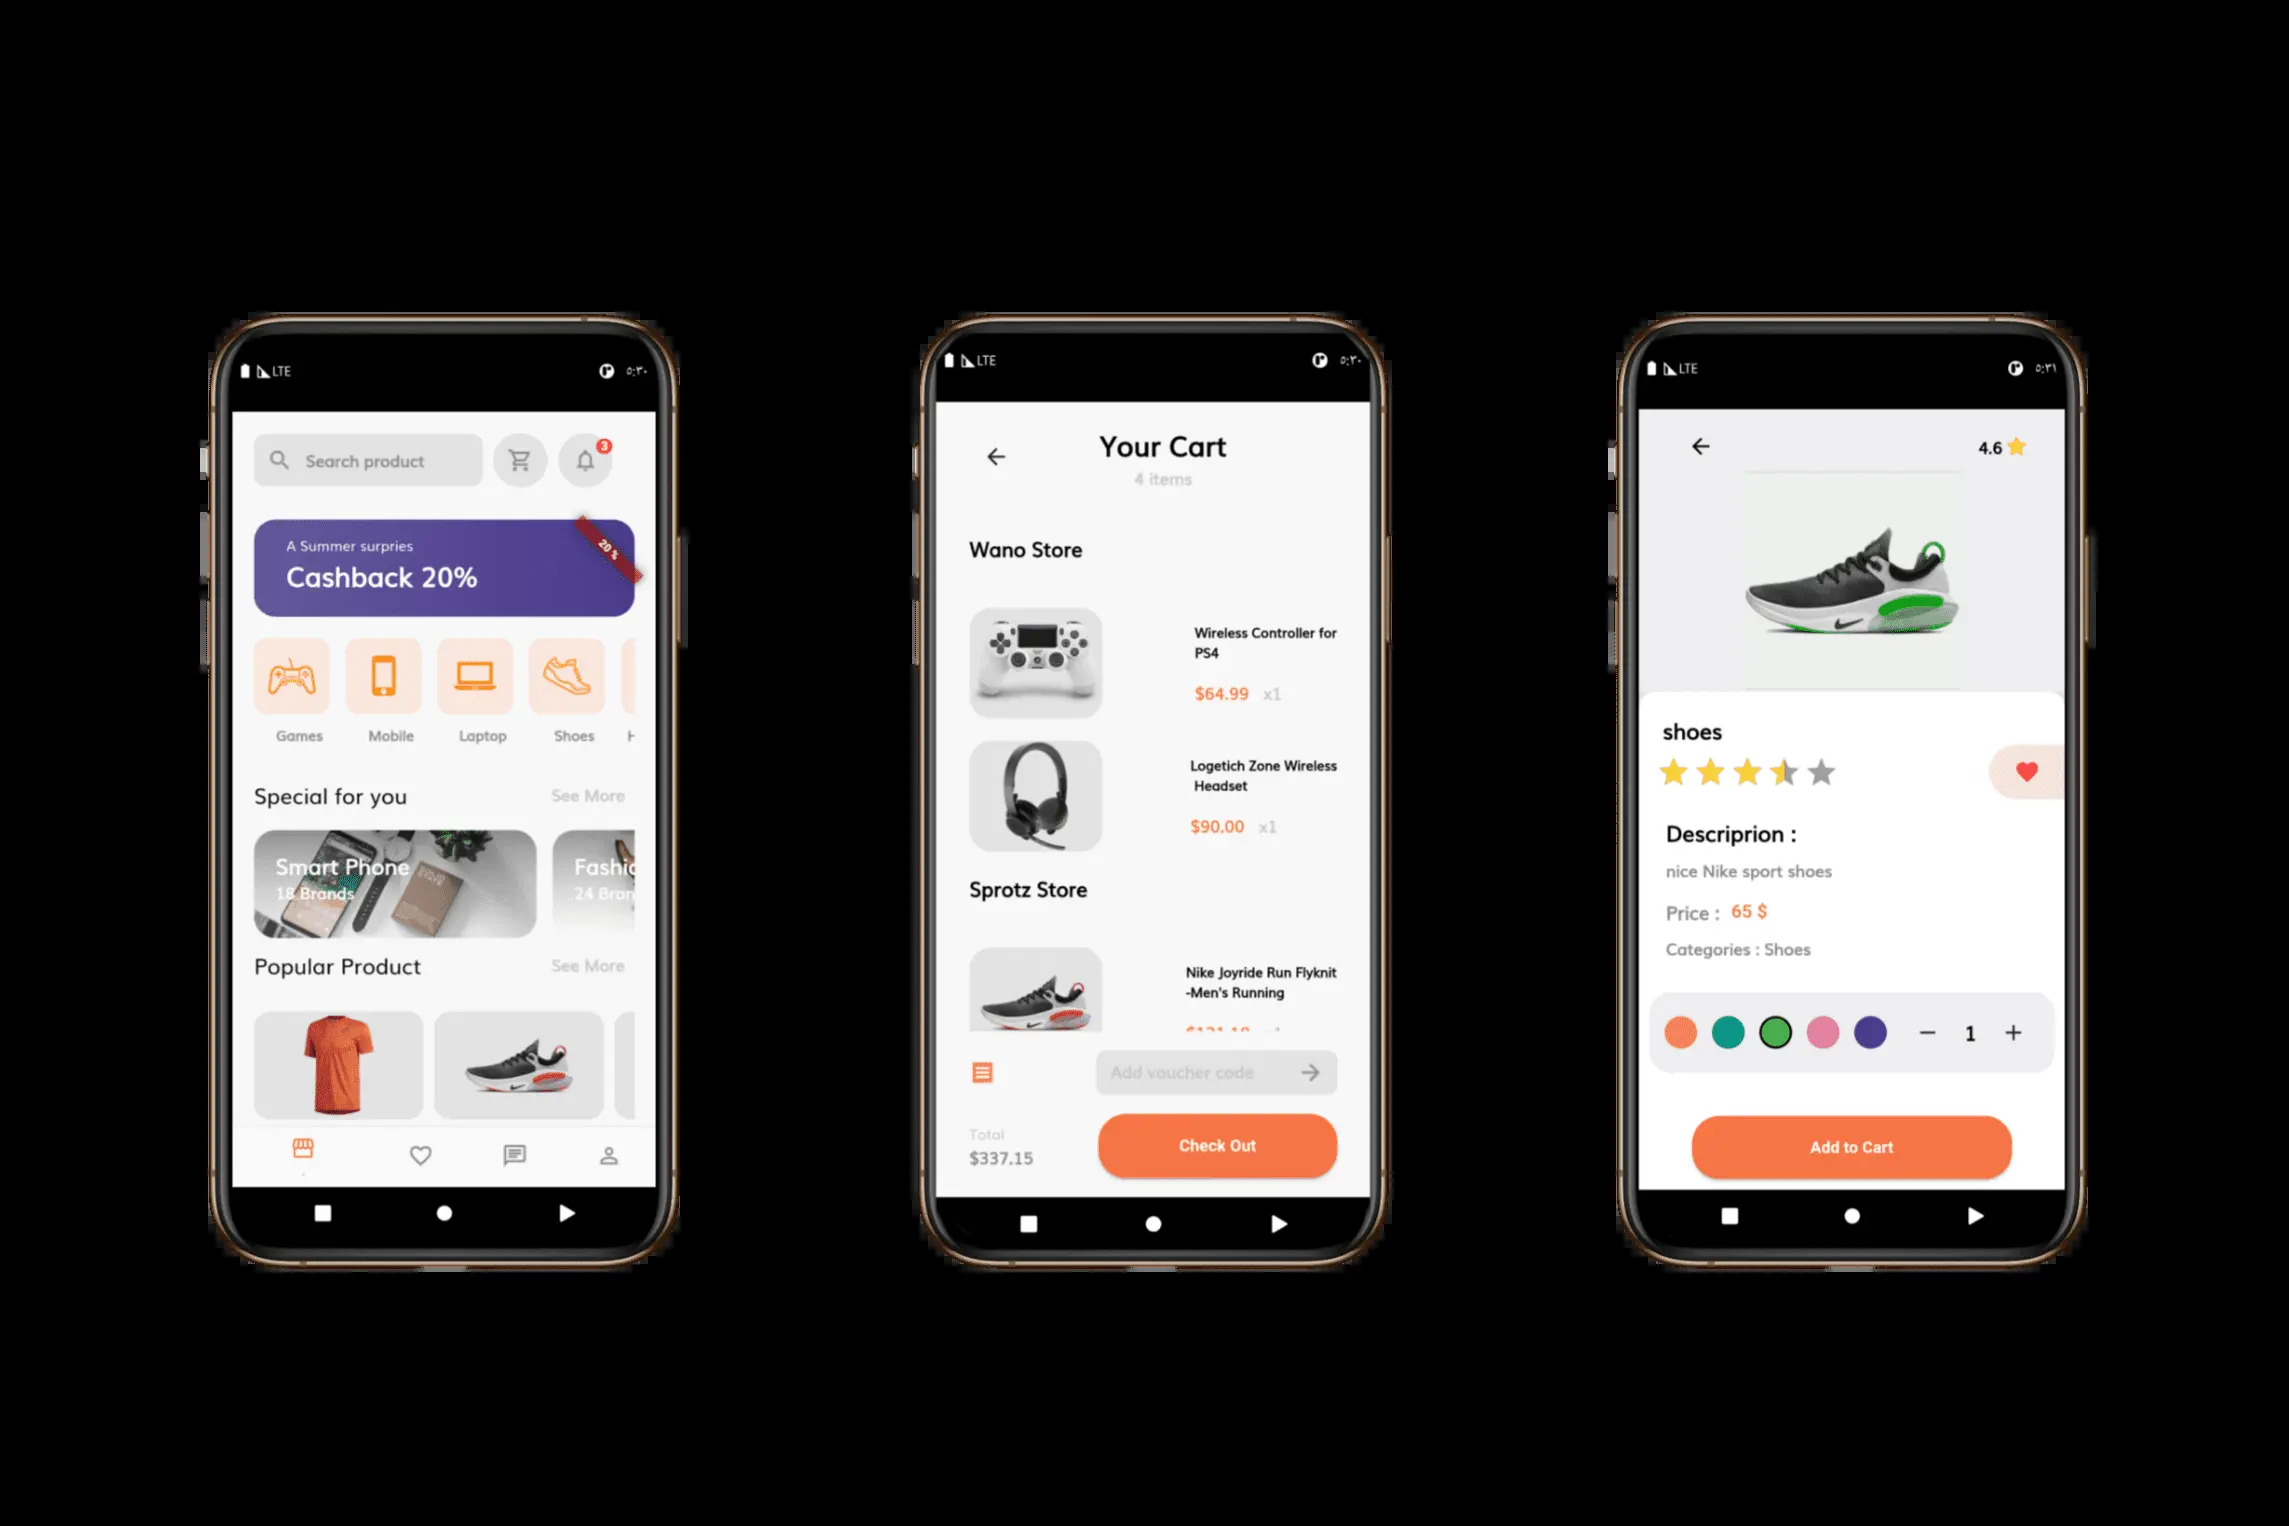 LTE
٥:٣٠
Search product
3
A Summer surpries
Cashback 20%
20 %
Games
Mobile
Laptop
Shoes
H
Special for you
See More
Smart Phone
18 Brands
Fashic
24 Bran
Popular Product
See More
LTE
٥:٣٠
Your Cart
4 items
Wano Store
Wireless Controller for
PS4
$64.99 x1
Logetich Zone Wireless
Headset
$90.00 x1
Sprotz Store
Nike Joyride Run Flyknit
-Men's Running
Add voucher code
Total
$337.15
Check Out
LTE
٥:٣١
4.6
shoes
Descriprion :
nice Nike sport shoes
Price : 65 $
Categories : Shoes
1
Add to Cart